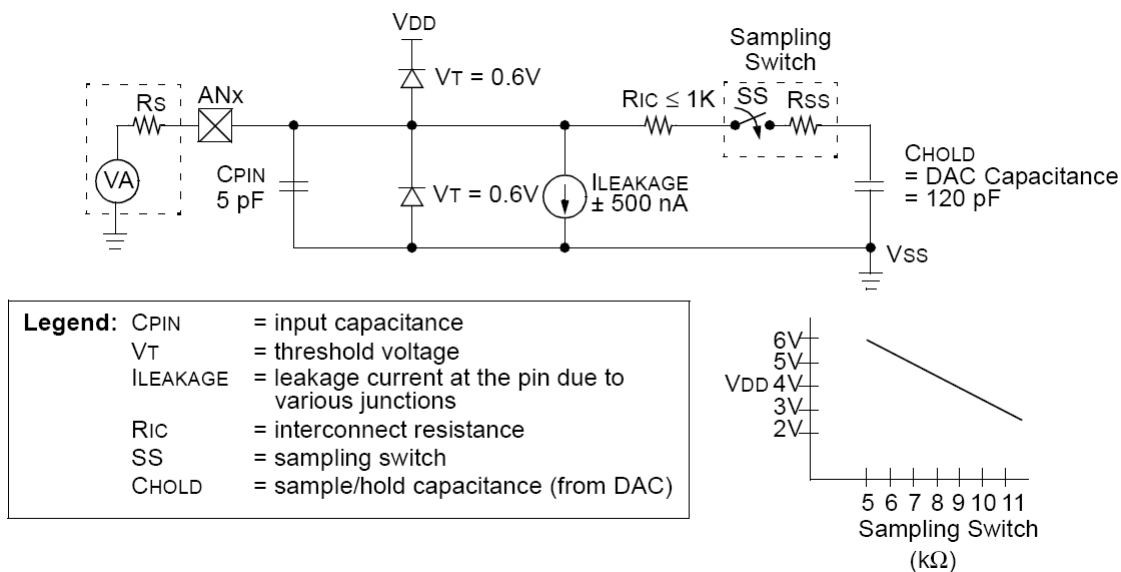 VDD
Sampling
Switch
VT = 0.6V
RS
ANx
RIC ≤ 1K
SS
RSS
VA
CPIN
5 pF
VT = 0.6V
ILEAKAGE
± 500 nA
CHOLD
= DAC Capacitance
= 120 pF
VSS
Legend: CPIN = input capacitance
VT = threshold voltage
ILEAKAGE = leakage current at the pin due to
various junctions
RIC = interconnect resistance
SS = sampling switch
CHOLD = sample/hold capacitance (from DAC)
6V
5V
VDD 4V
3V
2V
5 6 7 8 9 10 11
Sampling Switch
(kΩ)